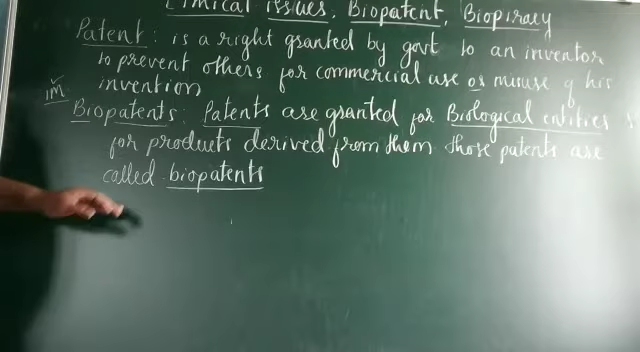 Ethical issues, Biopatent, Biopiracy
Patent : is a right granted by govt to an inventor
to prevent others for commercial use or misuse of his
invention
IM
Biopatents : Patents are granted for Biological entities &
for products derived from them those patents are
called biopatents